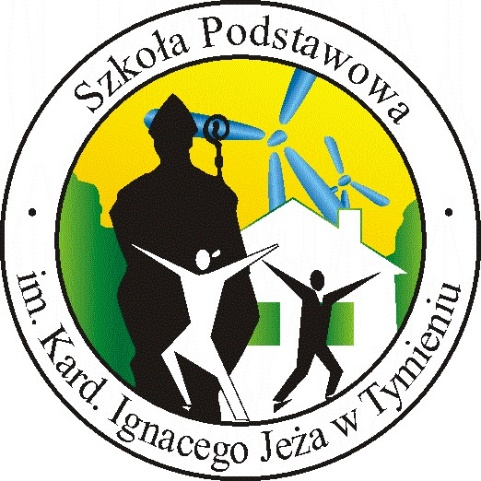 Szkoła Podstawowa
im. Kard. Ignacego Jeża w Tymieniu